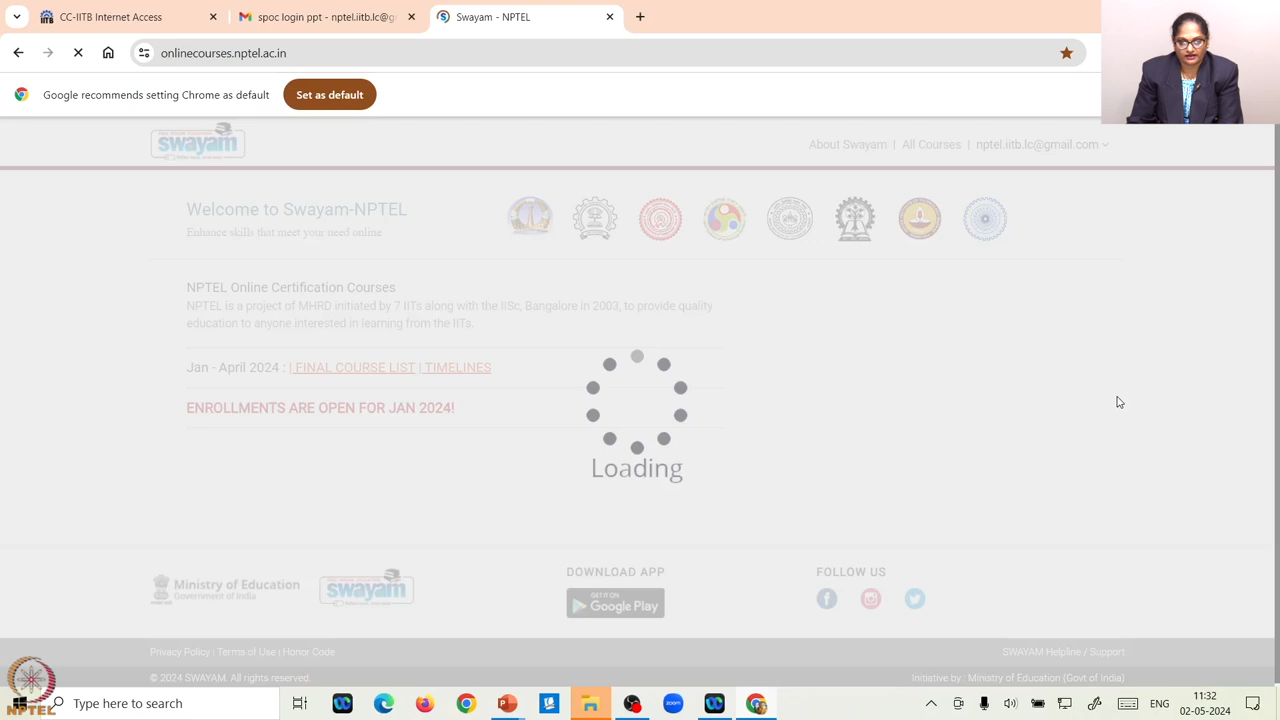 CC-IITB Internet Access
spoc login ppt - nptel.iitb.lc@g
Swayam - NPTEL
onlinecourses.nptel.ac.in
Google recommends setting Chrome as default
Set as default
swayam
About Swayam | All Courses | nptel.iitb.lc@gmail.com
Welcome to Swayam-NPTEL
Enhance skills that meet your need online
NPTEL Online Certification Courses
NPTEL is a project of MHRD initiated by 7 IITs along with the IISc, Bangalore in 2003, to provide quality
education to anyone interested in learning from the IITs.
Jan - April 2024 : | FINAL COURSE LIST | TIMELINES
ENROLLMENTS ARE OPEN FOR JAN 2024!
Loading
Ministry of Education
Government of India
swayam
DOWNLOAD APP
GET IT ON
Google Play
FOLLOW US
Privacy Policy | Terms of Use | Honor Code
SWAYAM Helpline / Support
© 2024 SWAYAM. All rights reserved.
Initiative by : Ministry of Education (Govt of India)
NPTEL
Type here to search
zoom
ENG
11:32
02-05-2024